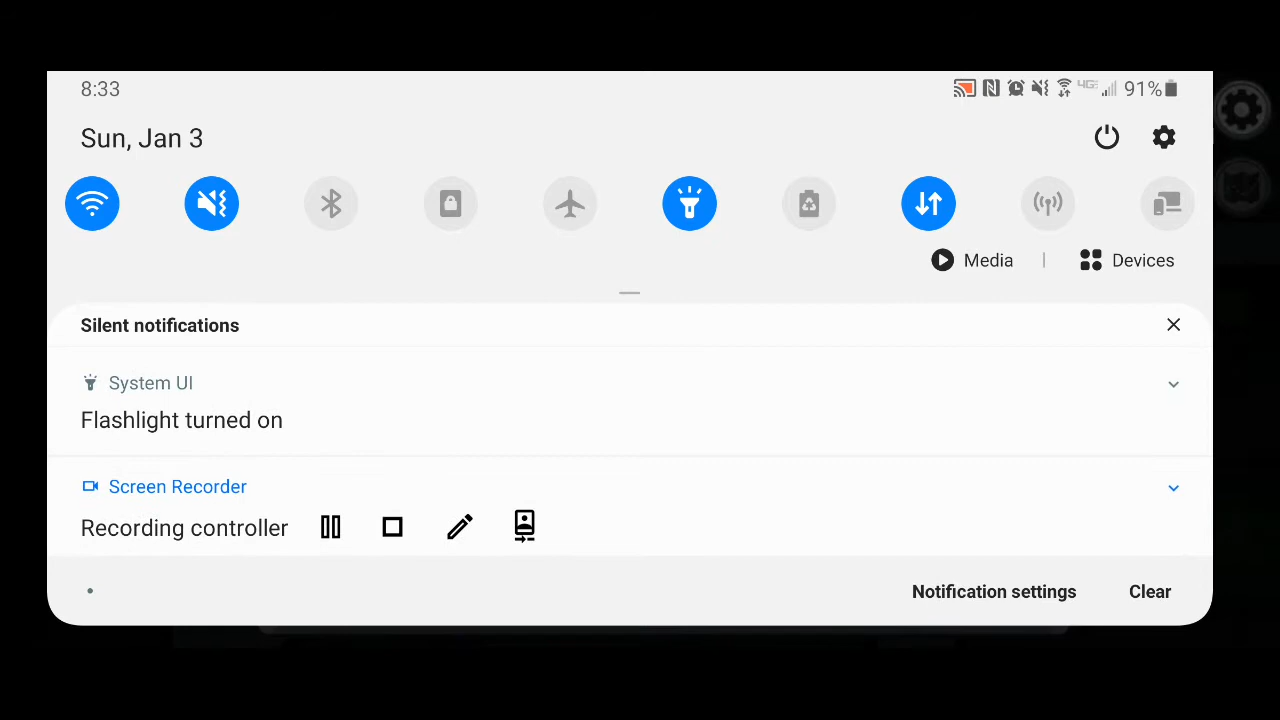 8:33
4GE 91%
Sun, Jan 3
Media | Devices
Silent notifications
System UI
Flashlight turned on
Screen Recorder
Recording controller
Notification settings Clear